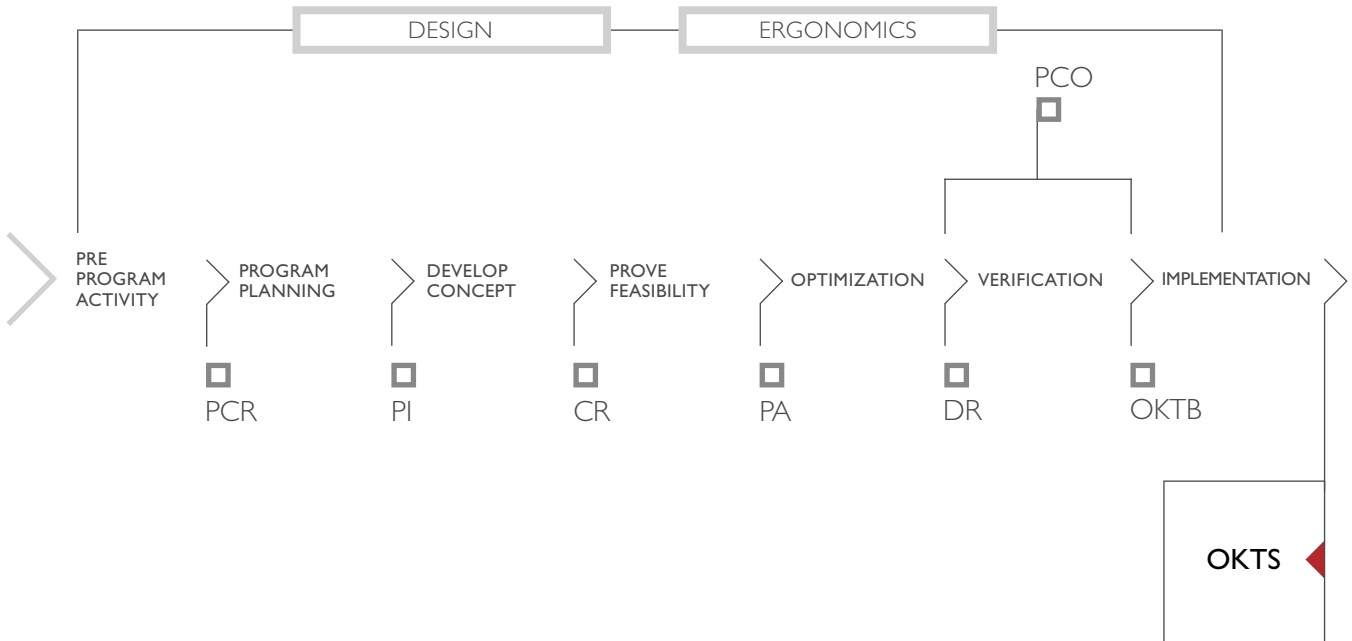 DESIGN
ERGONOMICS
PCO
PRE
PROGRAM
ACTIVITY
PROGRAM
PLANNING
DEVELOP
CONCEPT
PROVE
FEASIBILITY
OPTIMIZATION
VERIFICATION
IMPLEMENTATION
PCR
PI
CR
PA
DR
OKTB
OKTS